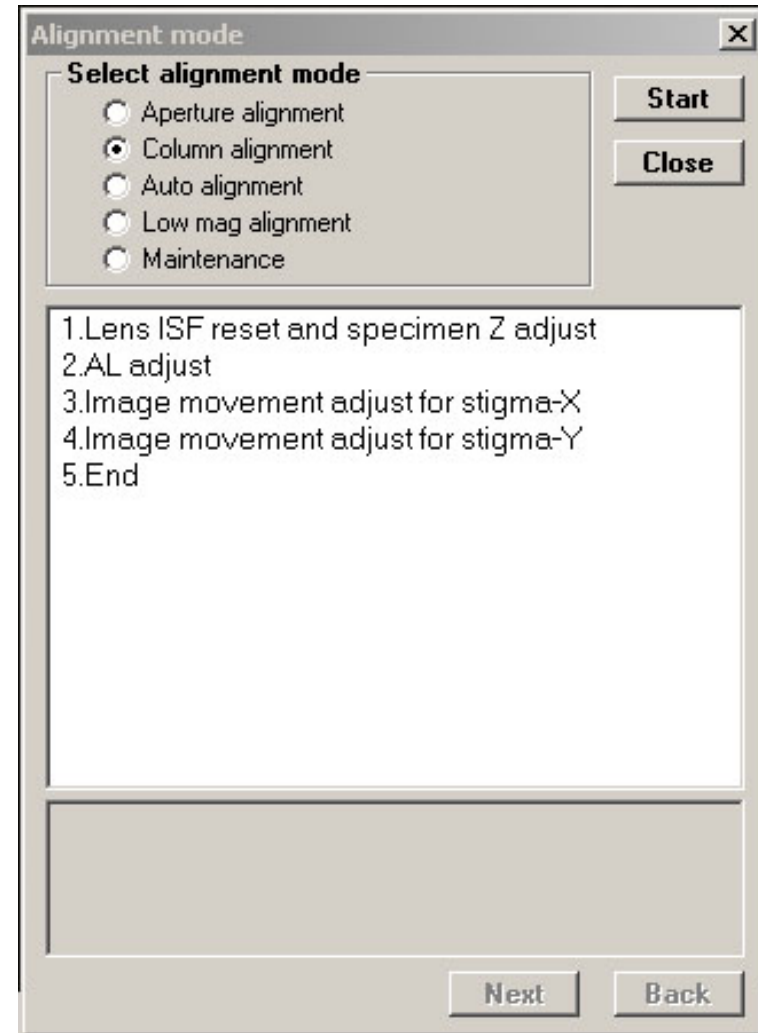 Alignment mode
Select alignment mode
Aperture alignment
Start
Column alignment
Close
Auto alignment
Low mag alignment
Maintenance
1.Lens ISF reset and specimen Z adjust
2.AL adjust
3.Image movement adjust for stigma-X
4.Image movement adjust for stigma-Y
5.End
Next Back